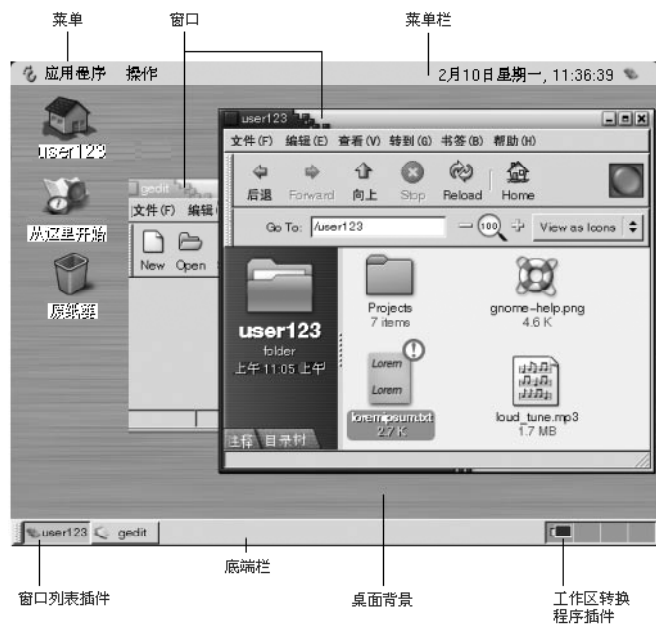 菜单
窗口
菜单栏
应用程序 操作
2月10日星期一, 11:36:39
user123
从这里开始
废纸篓
gedit
文件(F) 编辑
New Open
user123
文件(F) 编辑(E) 查看(V) 转到(G) 书签(B) 帮助(H)
后退 Forward 向上 Stop Reload Home
Go To: /user123
100
View as Icons
user123
folder
上午 11:05 上午
注释 目录树
Projects
7 items
gnome-help.png
4.6 K
Lorem
Lorem
loremipsum.txt
2.7 K
loud_tune.mp3
1.7 MB
user123 gedit
底端栏
窗口列表插件
桌面背景
工作区转换
程序插件